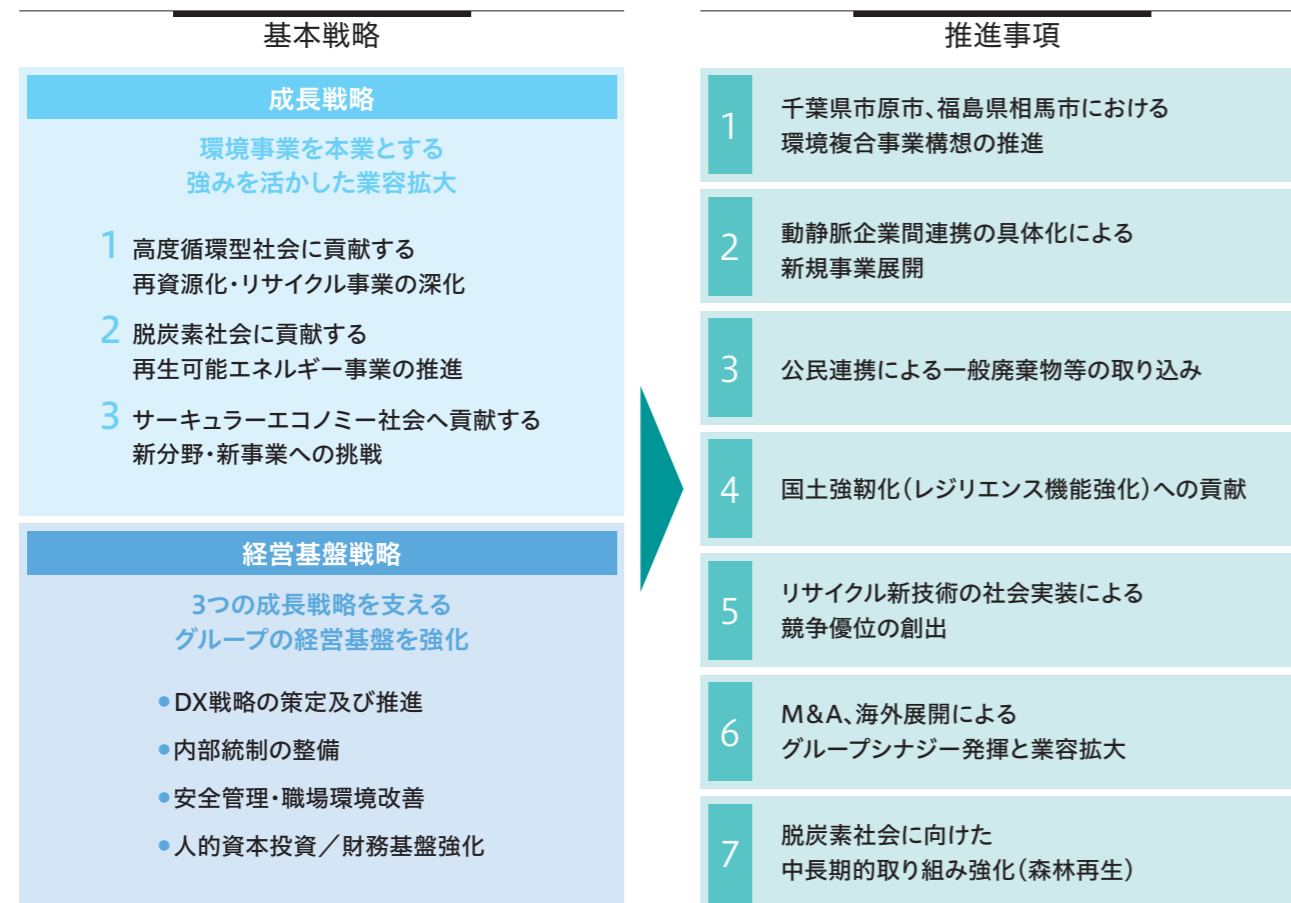 基本戦略
成長戦略
環境事業を本業とする
強みを活かした業容拡大
1 高度循環型社会に貢献する
再資源化・リサイクル事業の深化
2 脱炭素社会に貢献する
再生可能エネルギー事業の推進
3 サーキュラーエコノミー社会へ貢献する
新分野・新事業への挑戦
経営基盤戦略
3つの成長戦略を支える
グループの経営基盤を強化
●DX戦略の策定及び推進
●内部統制の整備
●安全管理・職場環境改善
●人的資本投資／財務基盤強化
推進事項
1 千葉県市原市、福島県相馬市における
環境複合事業構想の推進
2 動静脈企業間連携の具体化による
新規事業展開
3 公民連携による一般廃棄物等の取り込み
4 国土強靭化（レジリエンス機能強化）への貢献
5 リサイクル新技術の社会実装による
競争優位の創出
6 M&A、海外展開による
グループシナジー発揮と業容拡大
7 脱炭素社会に向けた
中長期的取り組み強化（森林再生）